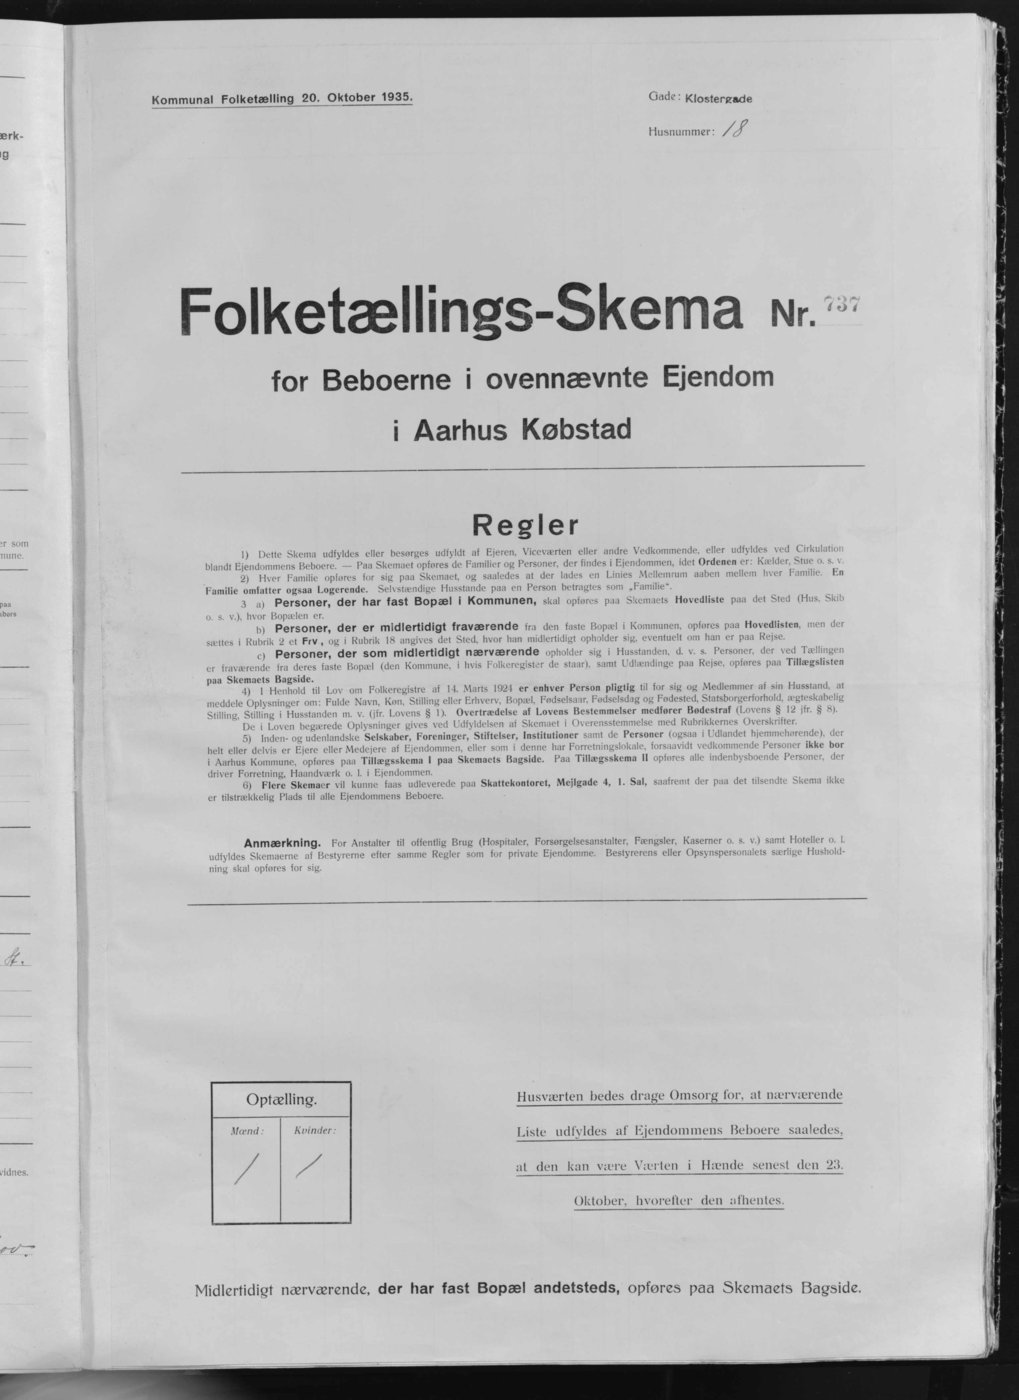 Kommunal Folketælling 20. Oktober 1935.
Gade: Klostergade
Husnummer: 18
Folketællings-Skema Nr. 737
for Beboerne i ovennævnte Ejendom
i Aarhus Købstad
Regler
1) Dette Skema udfyldes eller besørges udfyldt af Ejeren, Viceværten eller andre Vedkommende, eller udfyldes ved Cirkulation
blandt Ejendommens Beboere. — Paa Skemaet opføres de Familier og Personer, der findes i Ejendommen, idet Ordenen er: Kælder, Stue o. s. v.
2) Hver Familie opføres for sig paa Skemaet, og saaledes at der lades en Linies Mellemrum aaben mellem hver Familie. En
Familie omfatter ogsaa Logerende. Selvstændige Husstande paa en Person betragtes som „Familie“.
3 a) Personer, der har fast Bopæl i Kommunen, skal opføres paa Skemaets Hovedliste paa det Sted (Hus, Skib
o. s. v.), hvor Bopælen er.
b) Personer, der er midlertidigt fraværende fra den faste Bopæl i Kommunen, opføres paa Hovedlisten, men der
sættes i Rubrik 2 et Frv., og i Rubrik 18 angives det Sted, hvor han midlertidigt opholder sig, eventuelt om han er paa Rejse.
c) Personer, der som midlertidigt nærværende opholder sig i Husstanden, d. v. s. Personer, der ved Tællingen
er fraværende fra deres faste Bopæl (den Kommune, i hvis Folkeregister de staar), samt Udlændinge paa Rejse, opføres paa Tillægslisten
paa Skemaets Bagside.
4) I Henhold til Lov om Folkeregistre af 14. Marts 1924 er enhver Person pligtig til for sig og Medlemmer af sin Husstand, at
meddele Oplysninger om: Fulde Navn, Køn, Stilling eller Erhverv, Bopæl, Fødselsaar, Fødselsdag og Fødested, Statsborgerforhold, ægteskabelig
Stilling, Stilling i Husstanden m. v. (jfr. Lovens § 1). Overtrædelse af Lovens Bestemmelser medfører Bødestraf (Lovens § 12 jfr. § 8).
De i Loven begærede Oplysninger gives ved Udfyldelsen af Skemaet i Overensstemmelse med Rubrikkernes Overskrifter.
5) Inden- og udenlandske Selskaber, Foreninger, Stiftelser, Institutioner samt de Personer (ogsaa i Udlandet hjemmehørende), der
helt eller delvis er Ejere eller Medejere af Ejendommen, eller som i denne har Forretningslokale, forsaavidt vedkommende Personer ikke bor
i Aarhus Kommune, opføres paa Tillægsskema I paa Skemaets Bagside. Paa Tillægsskema II opføres alle indenbysboende Personer, der
driver Forretning, Haandværk o. l. i Ejendommen.
6) Flere Skemaer vil kunne faas udleverede paa Skattekontoret, Mejlgade 4, 1. Sal, saafremt der paa det tilsendte Skema ikke
er tilstrækkelig Plads til alle Ejendommens Beboere.
Anmærkning. For Anstalter til offentlig Brug (Hospitaler, Forsørgelsesanstalter, Fængsler, Kaserner o. s. v.) samt Hoteller o. l.
udfyldes Skemaerne af Bestyrerne efter samme Regler som for private Ejendomme. Bestyrerens eller Opsynspersonalets særlige Hushold-
ning skal opføres for sig.
Optælling.
Mænd: Kvinder:
1 1
Husværten bedes drage Omsorg for, at nærværende
Liste udfyldes af Ejendommens Beboere saaledes,
at den kan være Værten i Hænde senest den 23.
Oktober, hvorefter den afhentes.
Midlertidigt nærværende, der har fast Bopæl andetsteds, opføres paa Skemaets Bagside.